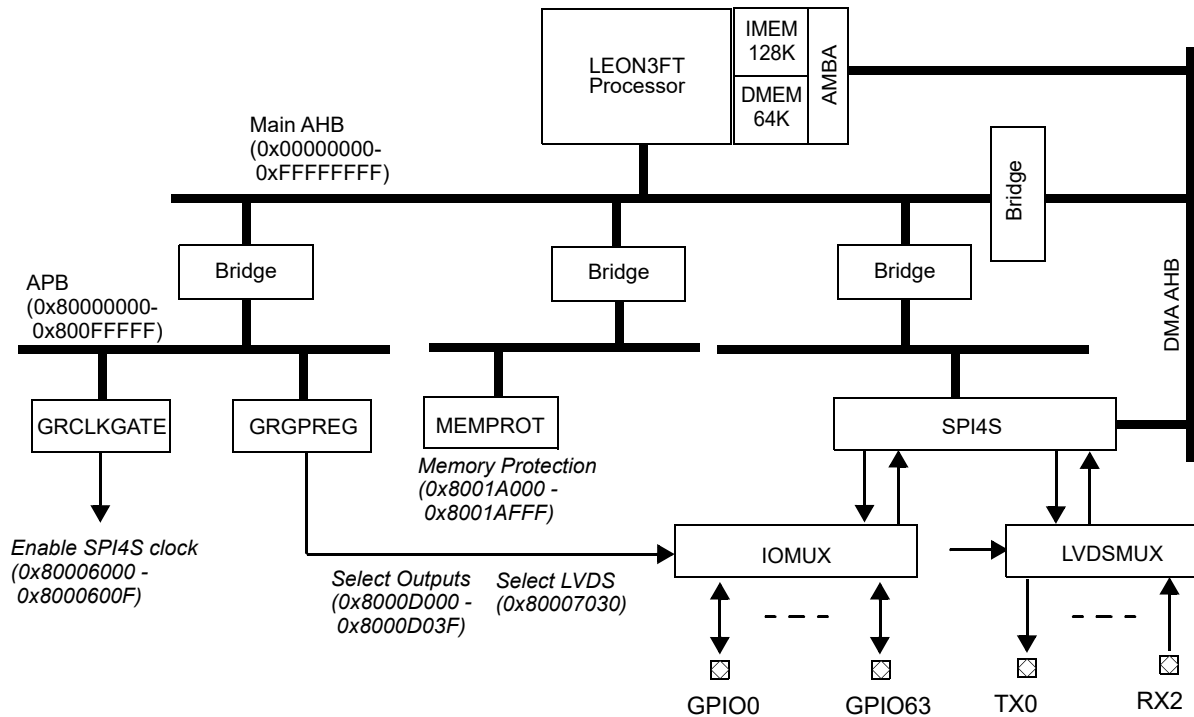 LEON3FT
Processor
IMEM
128K
DMEM
64K
AMBA
Main AHB
(0x00000000-
0xFFFFFFFF)
Bridge
Bridge
Bridge
Bridge
DMA AHB
APB
(0x80000000-
0x800FFFFF)
GRCLKGATE
GRGPREG
MEMPROT
SPI4S
Memory Protection
(0x8001A000 -
0x8001AFFF)
Enable SPI4S clock
(0x80006000 -
0x8000600F)
IOMUX
LVDSMUX
Select Outputs
(0x8000D000 -
0x8000D03F)
Select LVDS
(0x80007030)
GPIO0
GPIO63
TX0
RX2